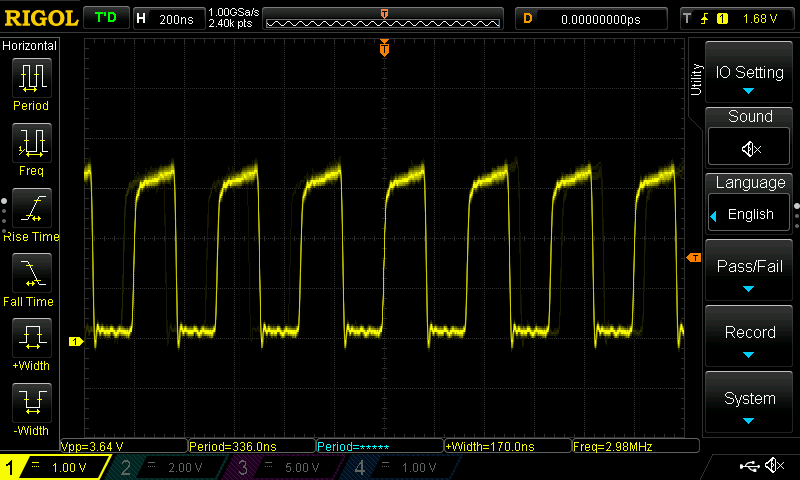 RIGOL T'D H 200ns 1.00GSa/s 2.40k pts T D 0.00000000ps T 1 1.68 V
Horizontal
Period
Freq
Rise Time
Fall Time
+Width
-Width
T
T
1
Utility
IO Setting
Sound
Language
English
Pass/Fail
Record
System
Vpp=3.64 V Period=336.0ns Period=***** +Width=170.0ns Freq=2.98MHz
1 1.00 V 2 2.00 V 3 5.00 V 4 1.00 V